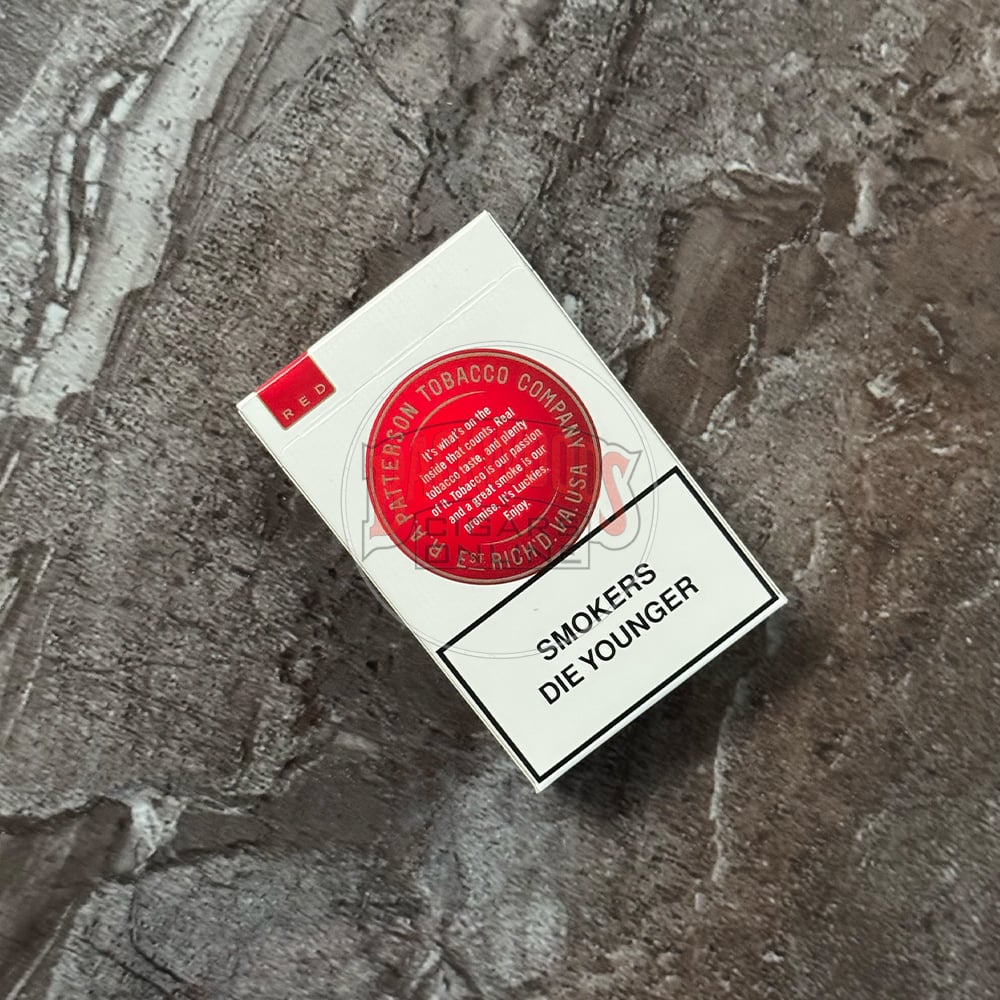 RED
R.A. PATTERSON TOBACCO COMPANY
It's what's on the
inside that counts. Real
tobacco taste, and plenty
of it. Tobacco is our passion
and a great smoke is our
promise. It's Luckies.
Enjoy.
EST. RICH'D. VA. USA
CIGARS
ONLINE
SMOKERS
DIE YOUNGER